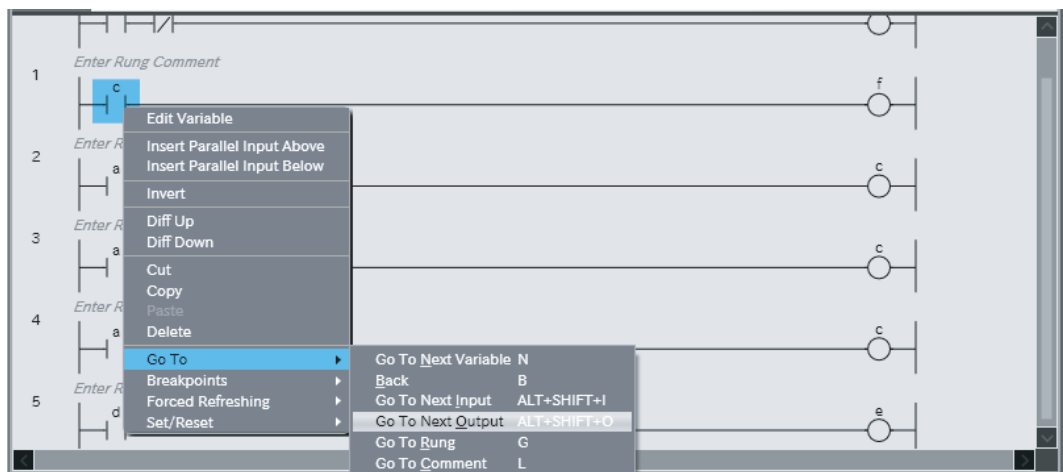 Enter Rung Comment
1
c f
Edit Variable
Enter R
2
Insert Parallel Input Above
Insert Parallel Input Below
a c
Invert
Diff Up
Enter R
3
Diff Down
a c
Cut
Copy
Enter R
4
Paste
Delete
a c
Go To
Go To Next Variable N
Breakpoints
Back B
Enter R
5
Forced Refreshing
Go To Next Input ALT+SHIFT+I
d e
Set/Reset
Go To Next Output ALT+SHIFT+O
Go To Rung G
Go To Comment L